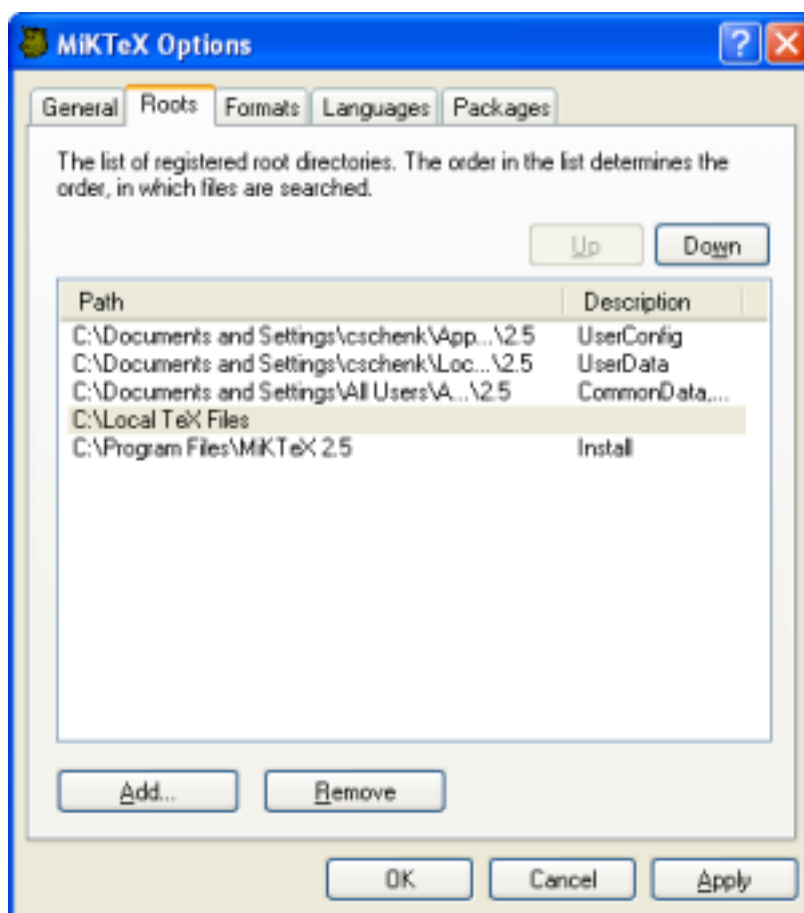 MiKTeX Options
General Roots Formats Languages Packages
The list of registered root directories. The order in the list determines the
order, in which files are searched.
Up Down
Path Description
C:\Documents and Settings\cschenk\App...\2.5 UserConfig
C:\Documents and Settings\cschenk\Loc...\2.5 UserData
C:\Documents and Settings\All Users\A...\2.5 CommonData,...
C:\Local TeX Files
C:\Program Files\MiKTeX 2.5 Install
Add... Remove
OK Cancel Apply